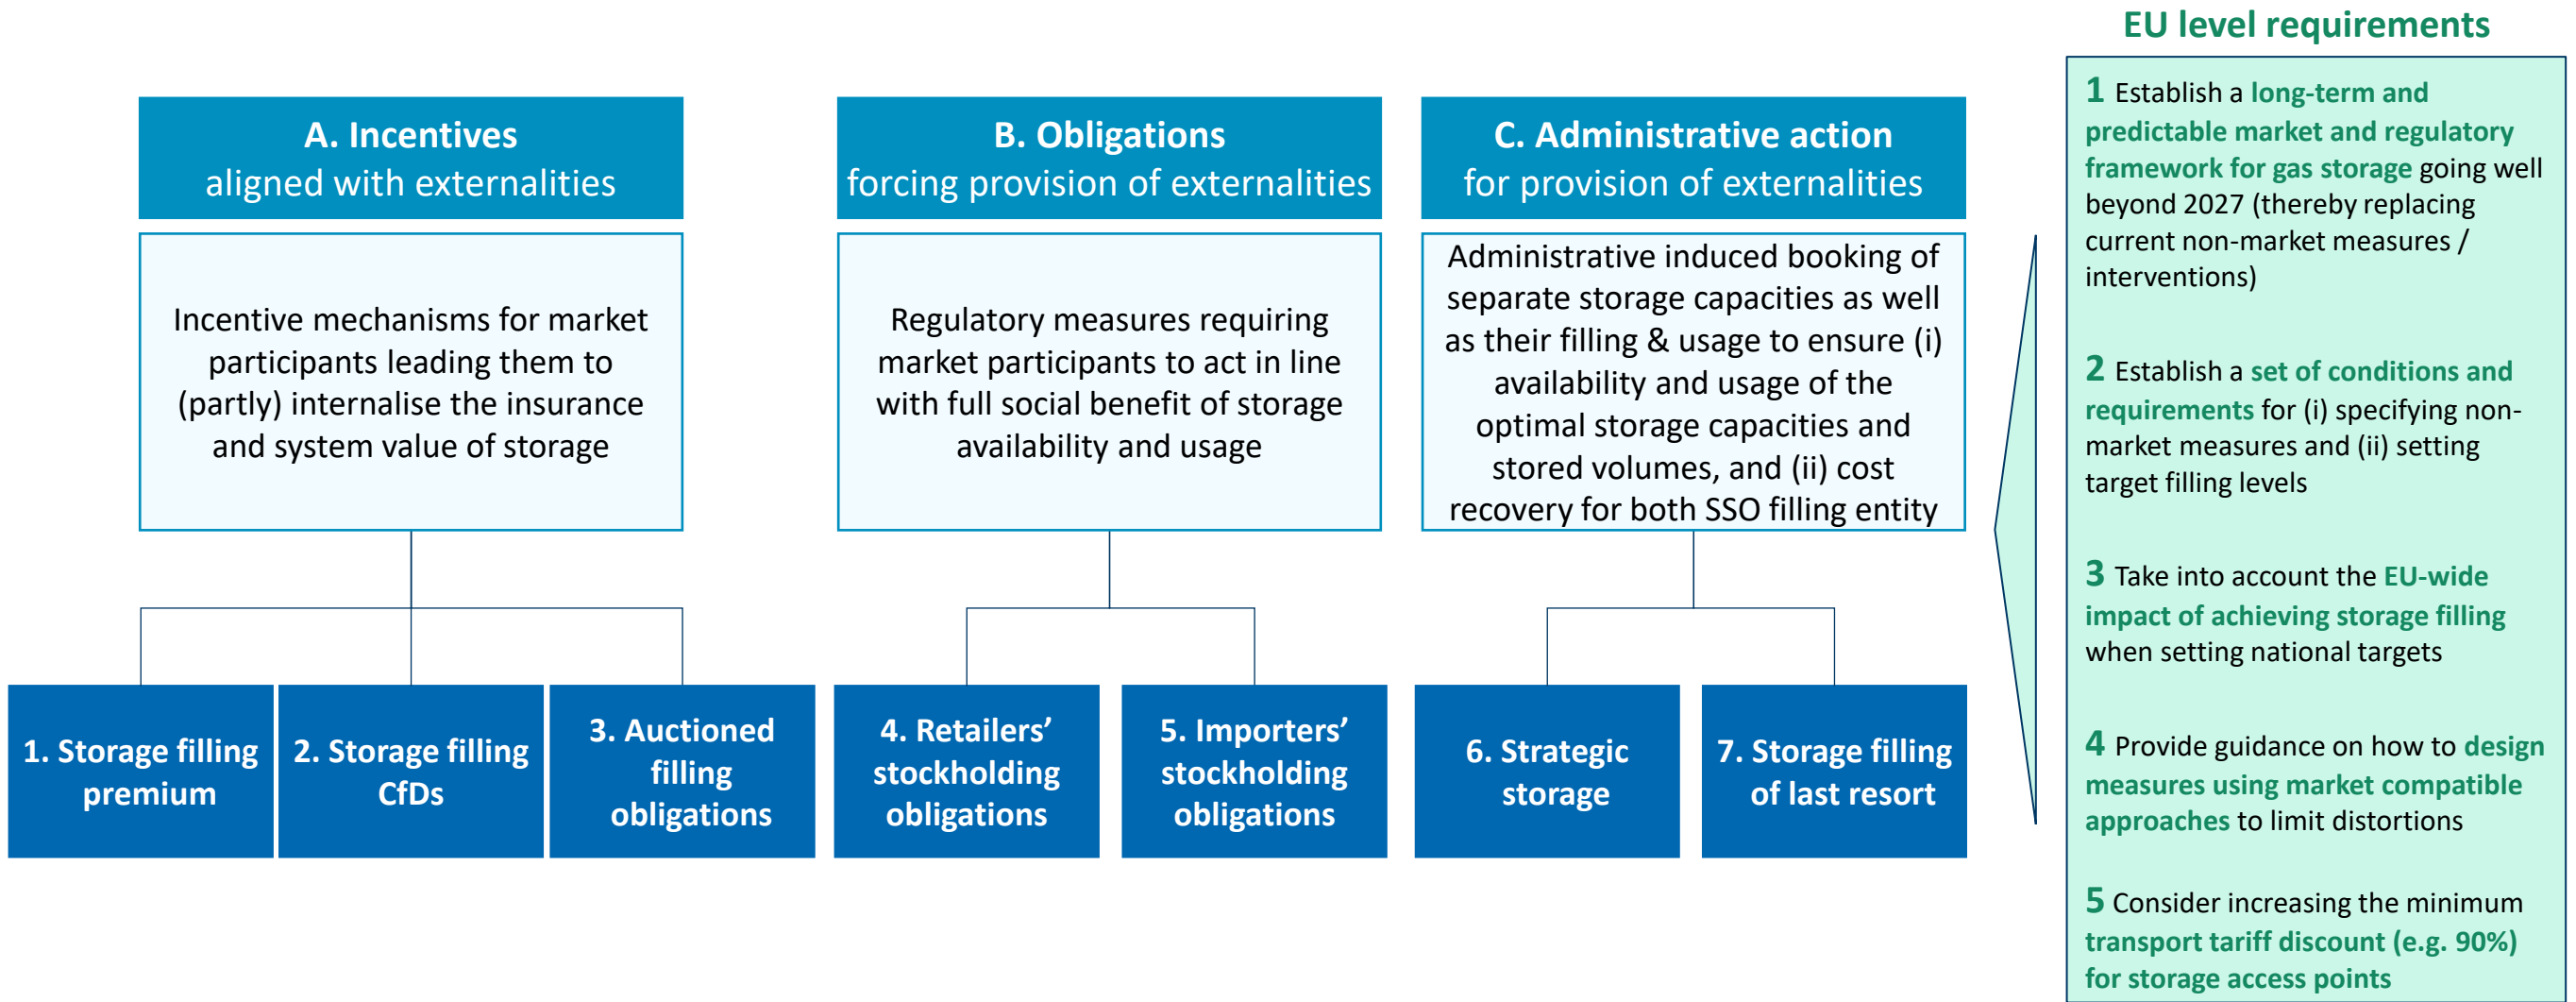 EU level requirements
A. Incentives
aligned with externalities
Incentive mechanisms for market
participants leading them to
(partly) internalise the insurance
and system value of storage
1. Storage filling
premium
2. Storage filling
CfDs
3. Auctioned
filling
obligations
B. Obligations
forcing provision of externalities
Regulatory measures requiring
market participants to act in line
with full social benefit of storage
availability and usage
4. Retailers’
stockholding
obligations
5. Importers’
stockholding
obligations
C. Administrative action
for provision of externalities
Administrative induced booking of
separate storage capacities as well
as their filling & usage to ensure (i)
availability and usage of the
optimal storage capacities and
stored volumes, and (ii) cost
recovery for both SSO filling entity
6. Strategic
storage
7. Storage filling
of last resort
1 Establish a long-term and
predictable market and regulatory
framework for gas storage going well
beyond 2027 (thereby replacing
current non-market measures /
interventions)
2 Establish a set of conditions and
requirements for (i) specifying non-
market measures and (ii) setting
target filling levels
3 Take into account the EU-wide
impact of achieving storage filling
when setting national targets
4 Provide guidance on how to design
measures using market compatible
approaches to limit distortions
5 Consider increasing the minimum
transport tariff discount (e.g. 90%)
for storage access points